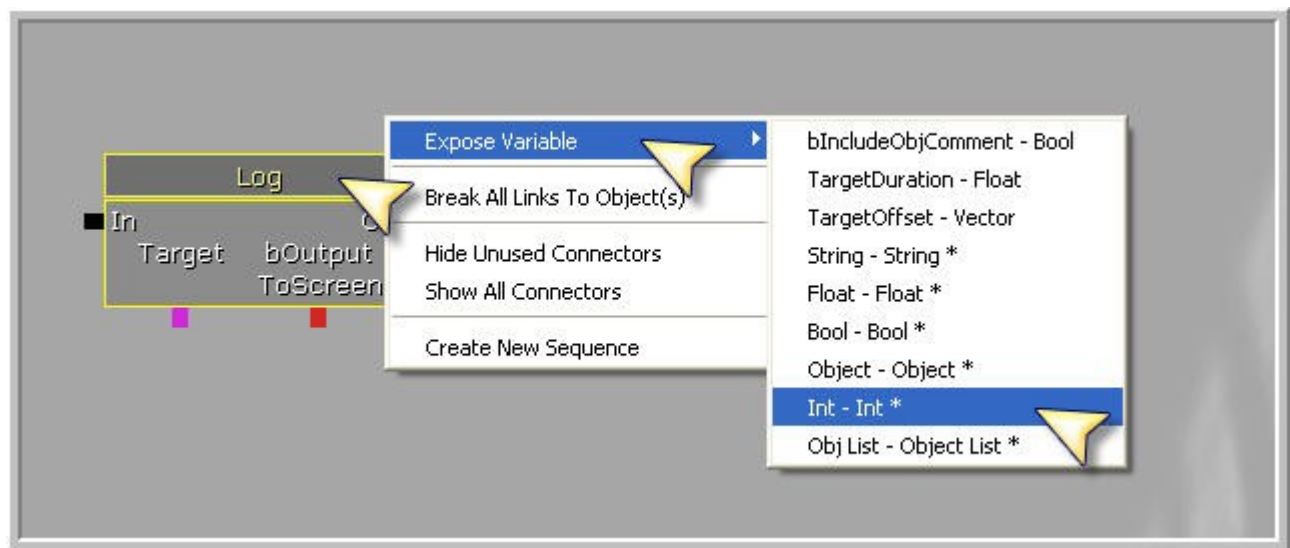 Log
In
Target bOutput
ToScreen
Expose Variable
Break All Links To Object(s)
Hide Unused Connectors
Show All Connectors
Create New Sequence
bIncludeObjComment - Bool
TargetDuration - Float
TargetOffset - Vector
String - String *
Float - Float *
Bool - Bool *
Object - Object *
Int - Int *
Obj List - Object List *